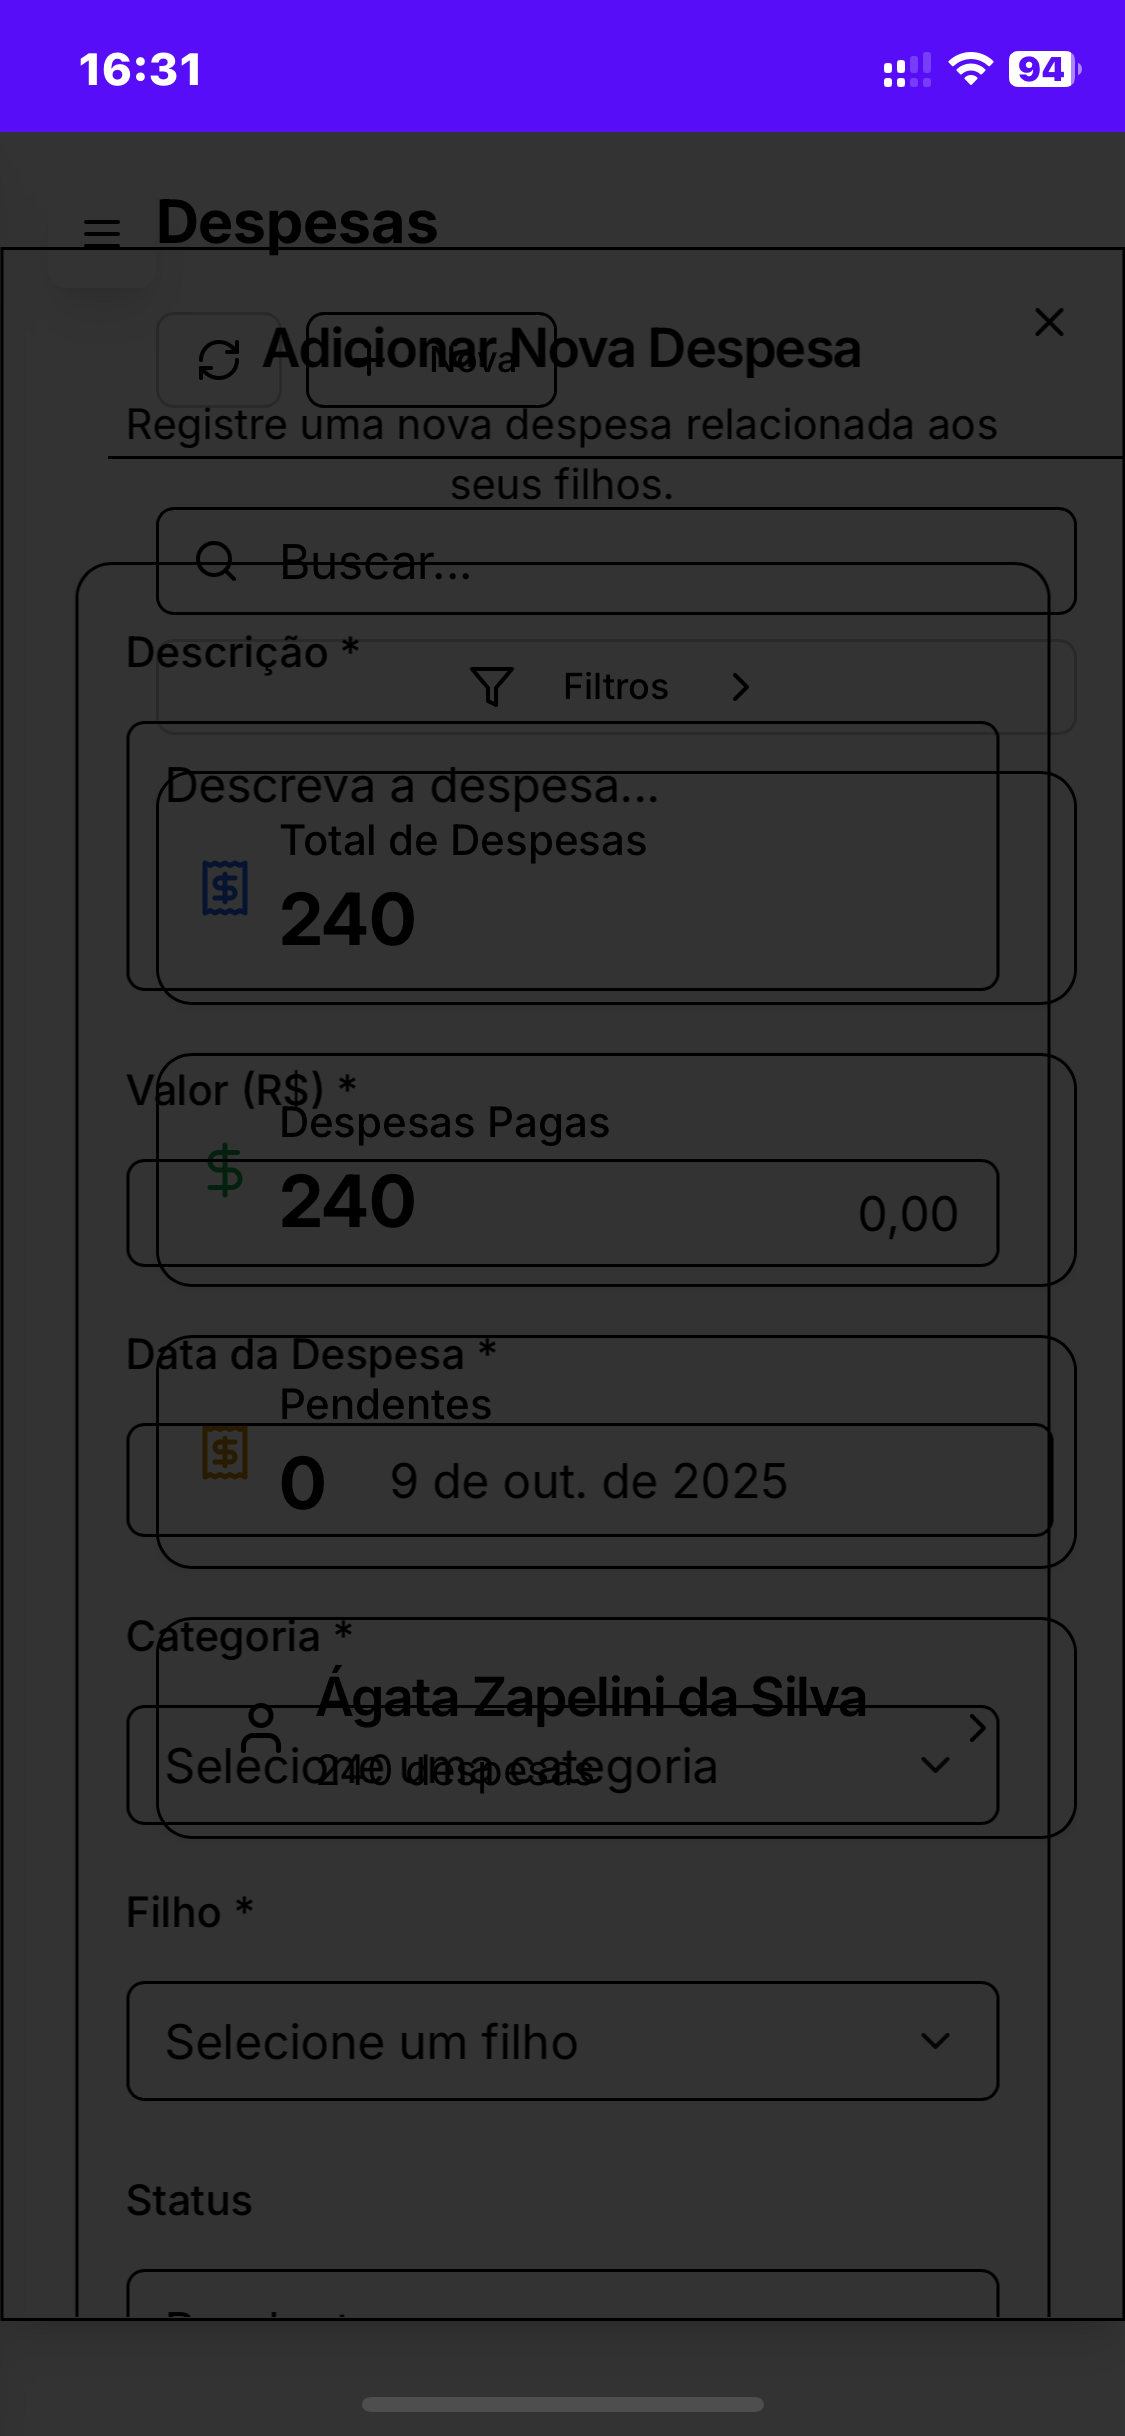 16:31
94
Despesas
Adicionar Nova Despesa
Nova
Registre uma nova despesa relacionada aos
seus filhos.
Buscar...
Descrição *
Filtros
Descreva a despesa...
Total de Despesas
240
Valor (R$) *
Despesas Pagas
240
0,00
Data da Despesa *
Pendentes
0
9 de out. de 2025
Categoria *
Ágata Zapelini da Silva
Selecione uma categoria
240 despesas
Filho *
Selecione um filho
Status